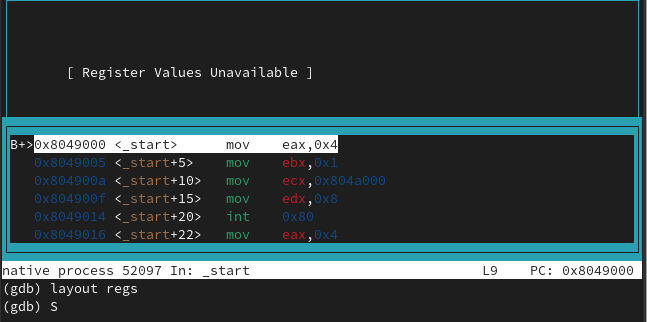 [ Register Values Unavailable ]
B+>0x8049000 <_start> mov eax,0x4
0x8049005 <_start+5> mov ebx,0x1
0x804900a <_start+10> mov ecx,0x804a000
0x804900f <_start+15> mov edx,0x8
0x8049014 <_start+20> int 0x80
0x8049016 <_start+22> mov eax,0x4
native process 52097 In: _start L9 PC: 0x8049000
(gdb) layout regs
(gdb) S